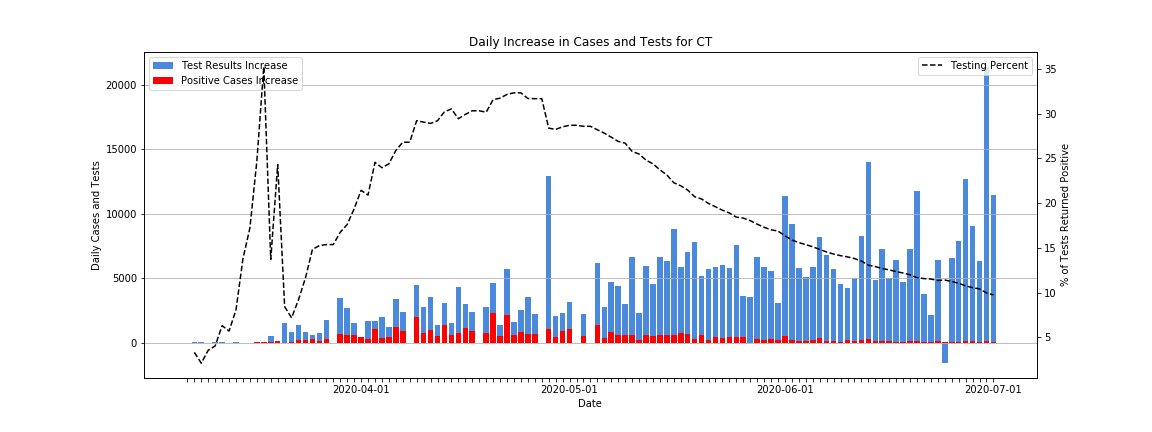 Daily Increase in Cases and Tests for CT
Test Results Increase
Positive Cases Increase
Testing Percent
20000
15000
10000
5000
0
35
30
25
20
15
10
5
Daily Cases and Tests
% of Tests Returned Positive
2020-04-01
2020-05-01
2020-06-01
2020-07-01
Date